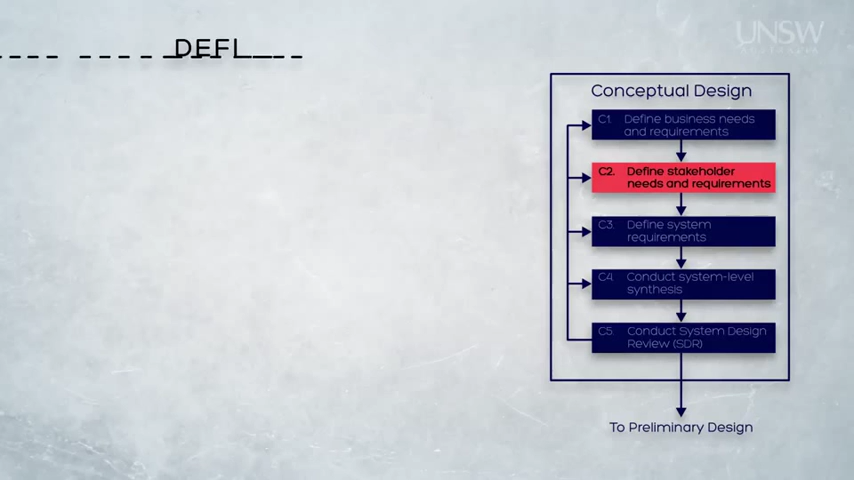 DEFI
UNSW
AUSTRALIA
Conceptual Design
C1. Define business needs
and requirements
C2. Define stakeholder
needs and requirements
C3. Define system
requirements
C4. Conduct system-level
synthesis
C5. Conduct System Design
Review (SDR)
To Preliminary Design